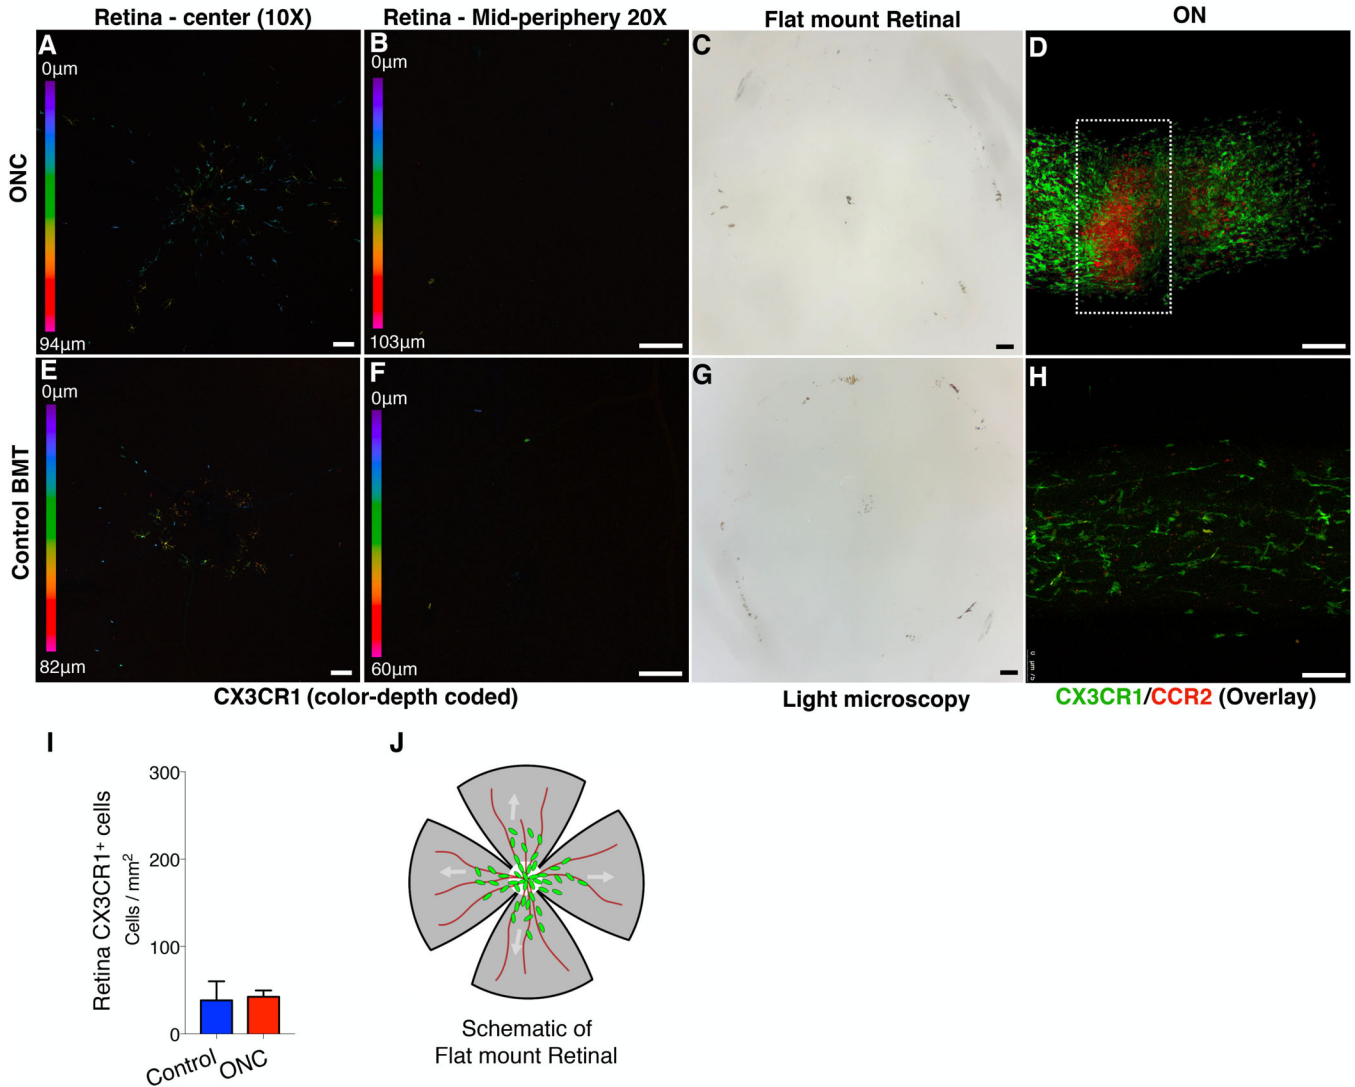 Retina - center (10X)
Retina - Mid-periphery 20X
Flat mount Retinal
ON
ONC
A
0µm
94µm
B
0µm
103µm
C
D
Control BMT
E
0µm
82µm
F
0µm
60µm
G
H
CX3CR1 (color-depth coded)
Light microscopy
CX3CR1/CCR2 (Overlay)
I
Retina CX3CR1+ cells
Cells / mm²
300
200
100
0
Control
ONC
J
Schematic of
Flat mount Retinal